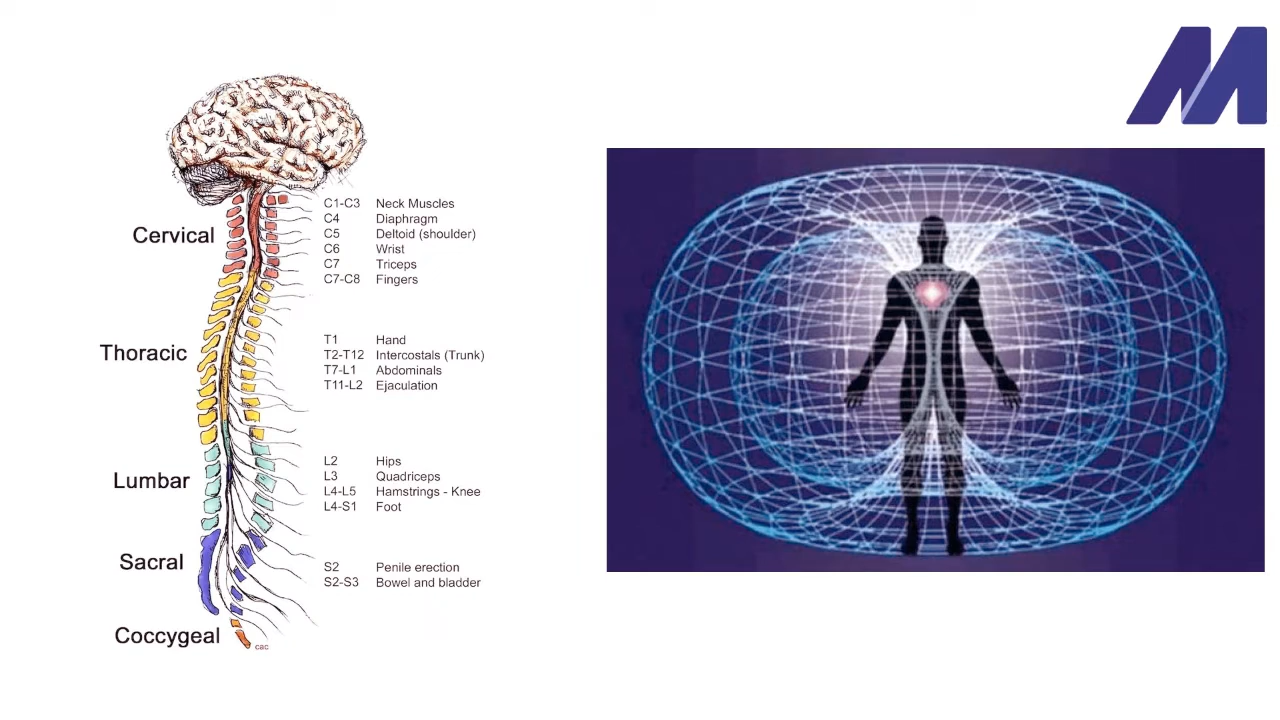 Cervical
C1-C3 Neck Muscles
C4 Diaphragm
C5 Deltoid (shoulder)
C6 Wrist
C7 Triceps
C7-C8 Fingers
Thoracic
T1 Hand
T2-T12 Intercostals (Trunk)
T7-L1 Abdominals
T11-L2 Ejaculation
Lumbar
L2 Hips
L3 Quadriceps
L4-L5 Hamstrings - Knee
L4-S1 Foot
Sacral
S2 Penile erection
S2-S3 Bowel and bladder
Coccygeal
cac
M